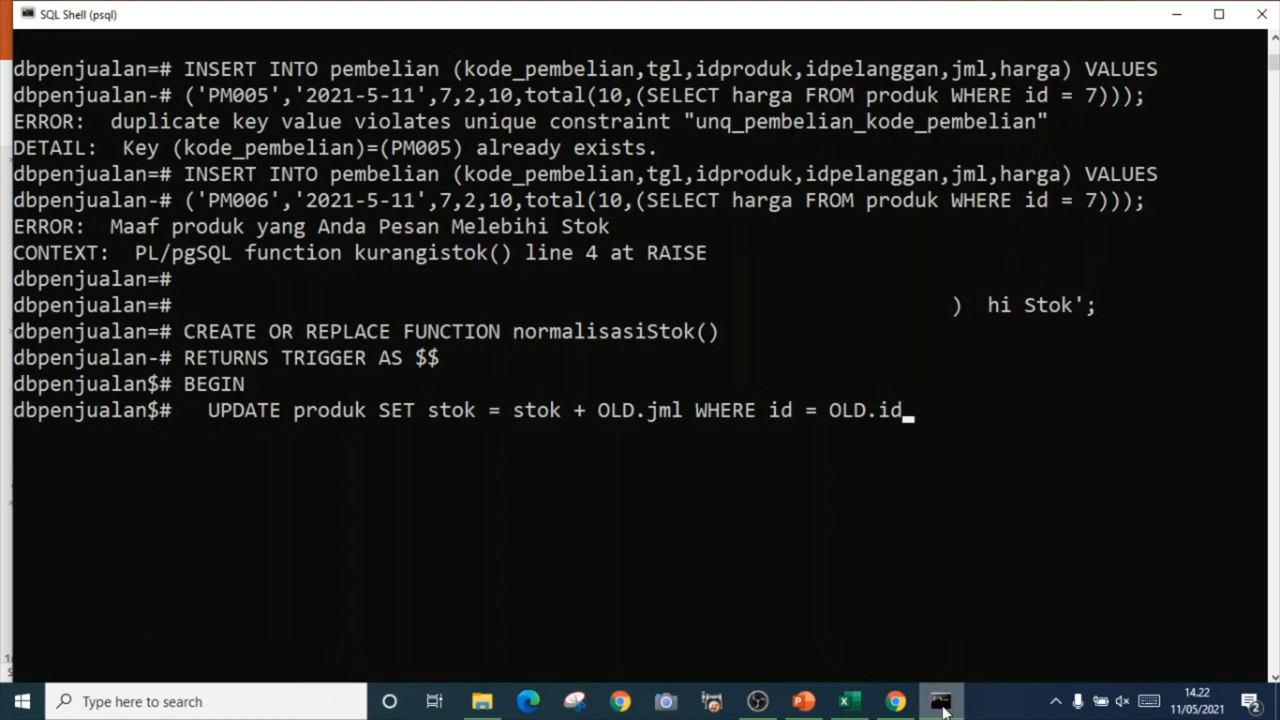 SQL Shell (psql)
dbpenjualan=# INSERT INTO pembelian (kode_pembelian,tgl,idproduk,idpelanggan,jml,harga) VALUES
dbpenjualan-# ('PM005','2021-5-11',7,2,10,total(10,(SELECT harga FROM produk WHERE id = 7)));
ERROR:  duplicate key value violates unique constraint "unq_pembelian_kode_pembelian"
DETAIL:  Key (kode_pembelian)=(PM005) already exists.
dbpenjualan=# INSERT INTO pembelian (kode_pembelian,tgl,idproduk,idpelanggan,jml,harga) VALUES
dbpenjualan-# ('PM006','2021-5-11',7,2,10,total(10,(SELECT harga FROM produk WHERE id = 7)));
ERROR:  Maaf produk yang Anda Pesan Melebihi Stok
CONTEXT:  PL/pgSQL function kurangistok() line 4 at RAISE
dbpenjualan=#
dbpenjualan=# )  hi Stok';
dbpenjualan=# CREATE OR REPLACE FUNCTION normalisasiStok()
dbpenjualan-# RETURNS TRIGGER AS $$
dbpenjualan$# BEGIN
dbpenjualan$#   UPDATE produk SET stok = stok + OLD.jml WHERE id = OLD.id
Type here to search
14.22
11/05/2021
2